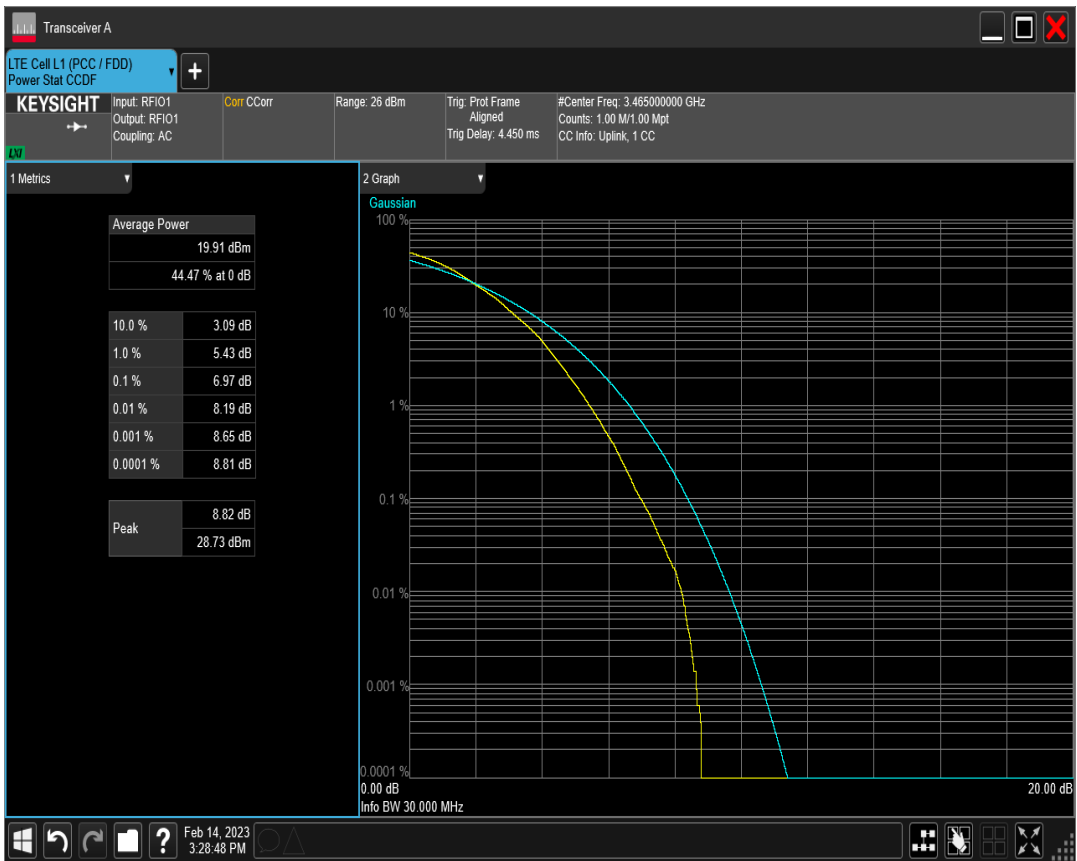 Transceiver A
LTE Cell L1 (PCC / FDD)
Power Stat CCDF
+
KEYSIGHT
LXI
Input: RFIO1
Output: RFIO1
Coupling: AC
Corr CCorr
Range: 26 dBm
Trig: Prot Frame
Aligned
Trig Delay: 4.450 ms
#Center Freq: 3.465000000 GHz
Counts: 1.00 M/1.00 Mpt
CC Info: Uplink, 1 CC
1 Metrics
Average Power
19.91 dBm
44.47 % at 0 dB
10.0 % 3.09 dB
1.0 % 5.43 dB
0.1 % 6.97 dB
0.01 % 8.19 dB
0.001 % 8.65 dB
0.0001 % 8.81 dB
Peak
8.82 dB
28.73 dBm
2 Graph
Gaussian
100 %
10 %
1 %
0.1 %
0.01 %
0.001 %
0.0001 %
0.00 dB 20.00 dB
Info BW 30.000 MHz
?
Feb 14, 2023
3:28:48 PM